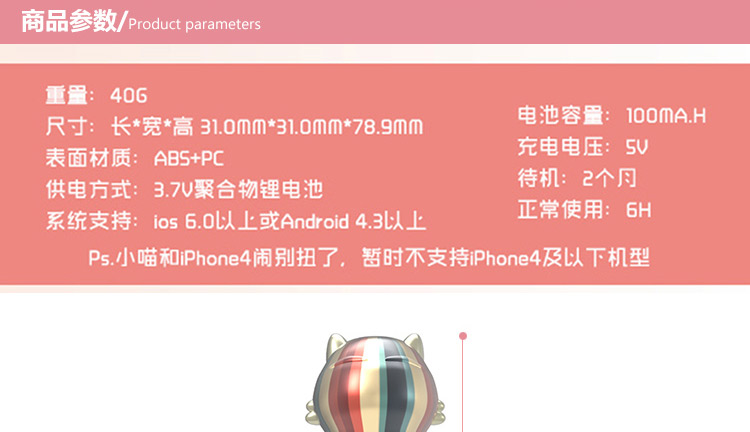 商品参数/Product parameters
重量：40G
尺寸：长*宽*高 31.0MM*31.0MM*78.9MM
表面材质：ABS+PC
供电方式：3.7V聚合物锂电池
系统支持：ios 6.0以上或Android 4.3以上
电池容量：100MA.H
充电电压：5V
待机：2个月
正常使用：6H
Ps.小喵和iPhone4闹别扭了，暂时不支持iPhone4及以下机型